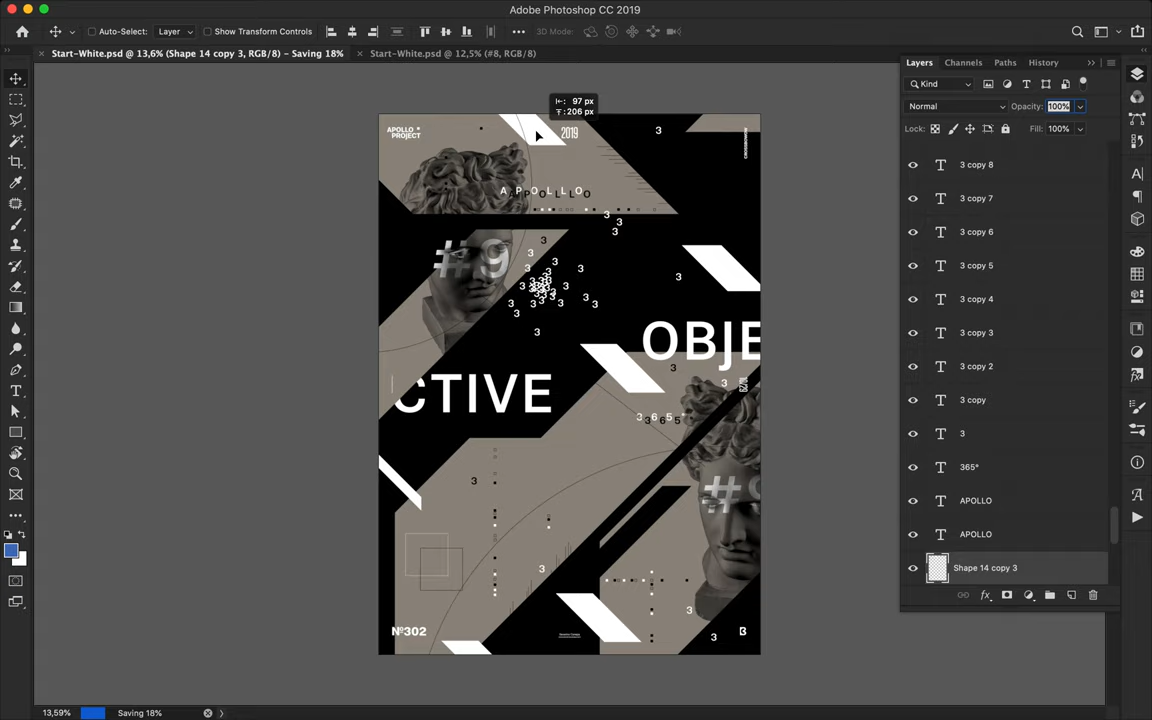 Adobe Photoshop CC 2019
Auto-Select:
Layer
Show Transform Controls
3D Mode:
Start-White.psd @ 13,6% (Shape 14 copy 3, RGB/8) – Saving 18%
Start-White.psd @ 12,5% (#8, RGB/8)
Layers
Channels
Paths
History
Kind
Normal
Opacity:
100%
Lock:
Fill:
100%
3 copy 8
3 copy 7
3 copy 6
3 copy 5
3 copy 4
3 copy 3
3 copy 2
3 copy
3
365°
APOLLO
APOLLO
Shape 14 copy 3
97 px
206 px
APOLLO
PROJECT
2019
3
APOLLO
APOLLO
#9
OBJE
CTIVE
365°
365
#9
Nº302
13,59%
Saving 18%